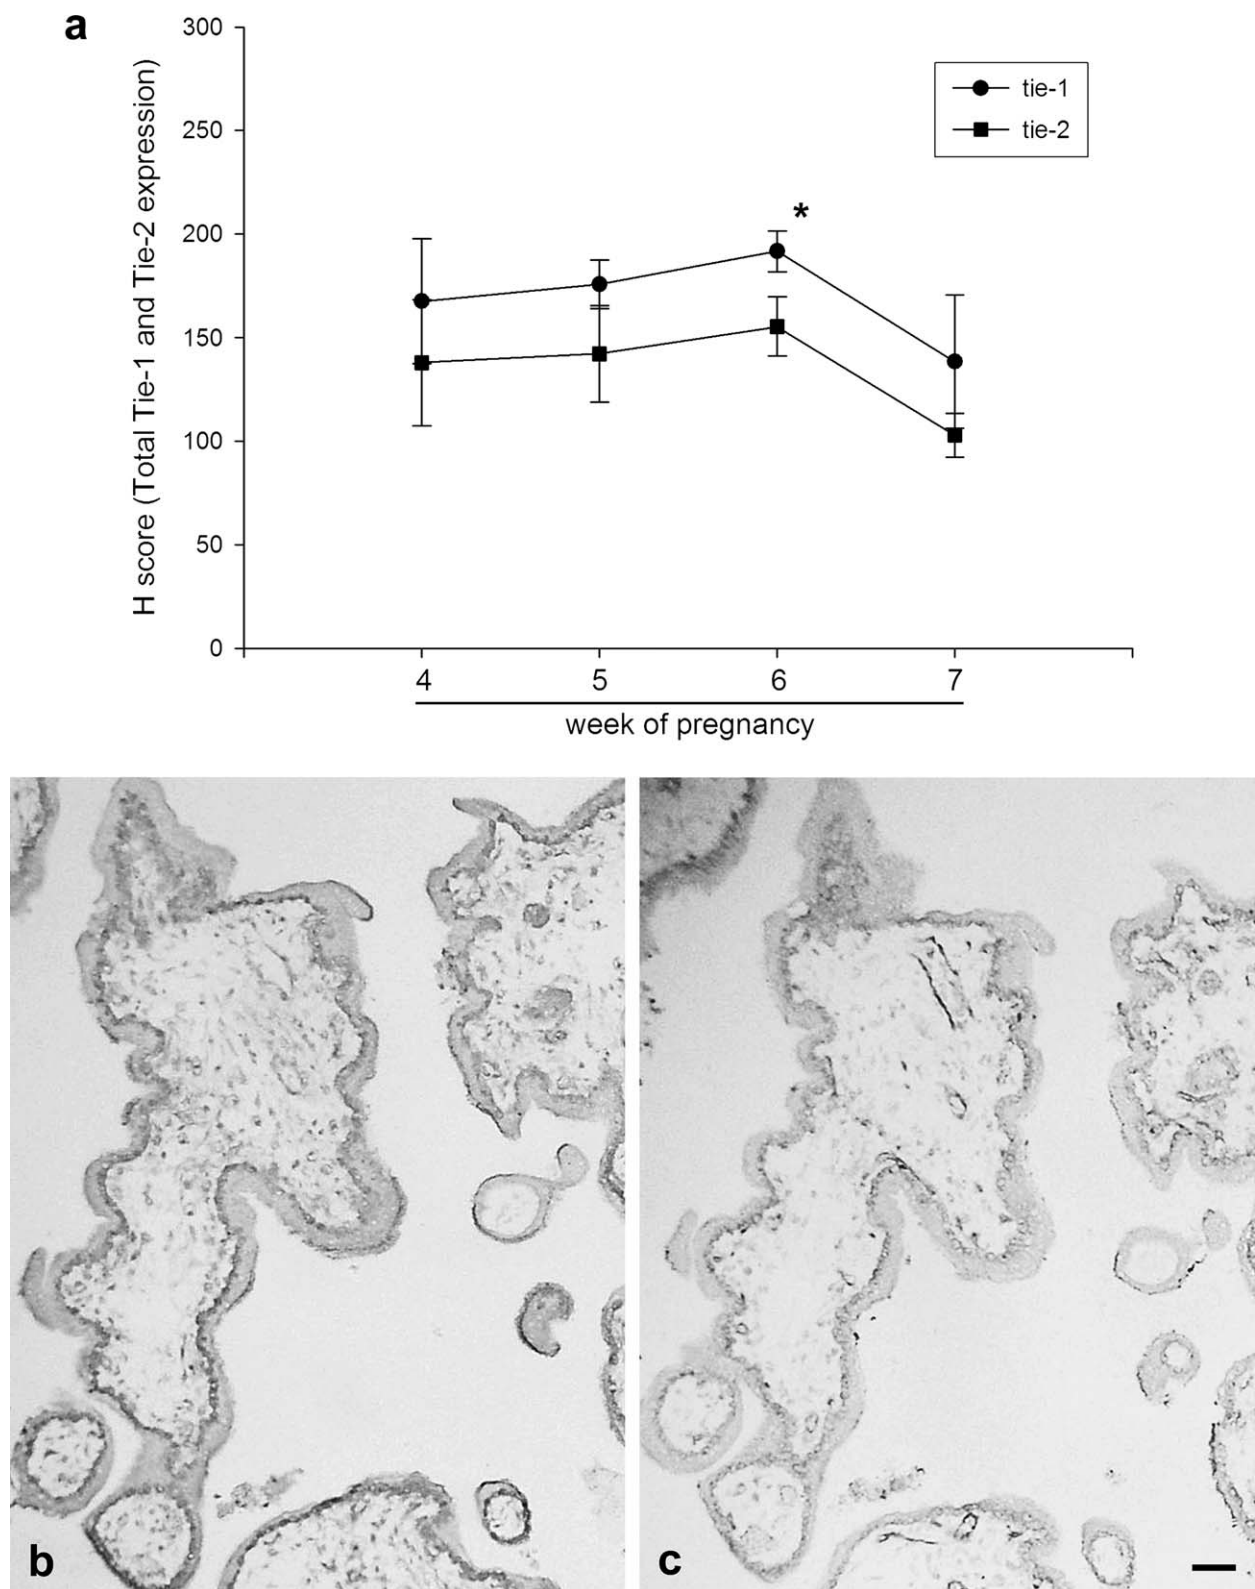 a
300
250
200
150
100
50
0
H score (Total Tie-1 and Tie-2 expression)
tie-1
tie-2
*
4 5 6 7
week of pregnancy
b
c